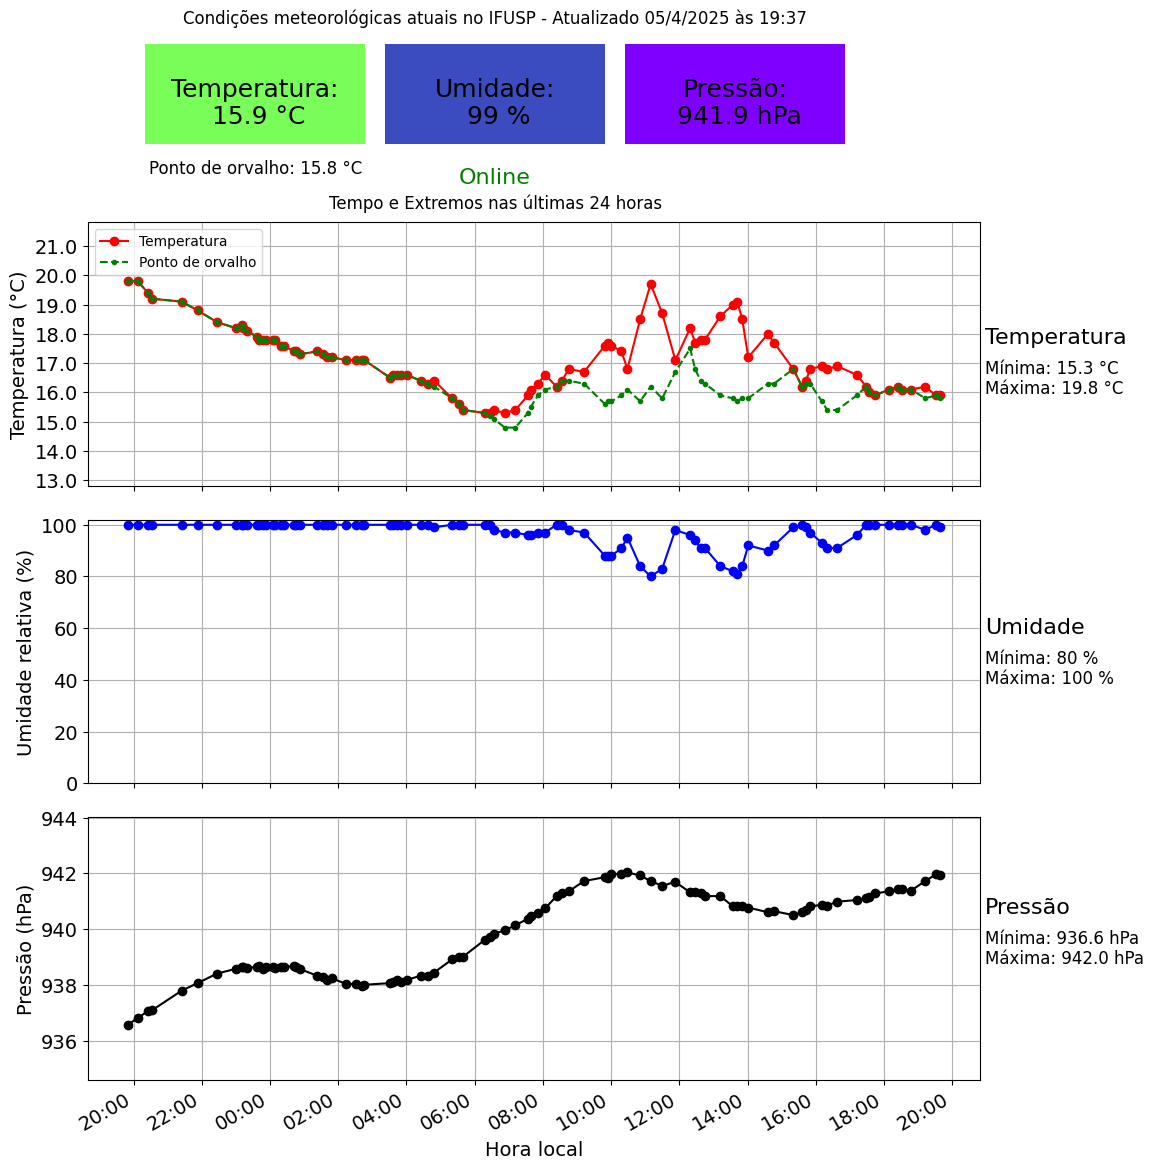 Condições meteorológicas atuais no IFUSP - Atualizado 05/4/2025 às 19:37
Temperatura:
15.9 °C
Umidade:
99 %
Pressão:
941.9 hPa
Ponto de orvalho: 15.8 °C
Online
Tempo e Extremos nas últimas 24 horas
Temperatura (°C)
21.0
20.0
19.0
18.0
17.0
16.0
15.0
14.0
13.0
Temperatura
Ponto de orvalho
Temperatura
Mínima: 15.3 °C
Máxima: 19.8 °C
Umidade relativa (%)
100
80
60
40
20
0
Umidade
Mínima: 80 %
Máxima: 100 %
Pressão (hPa)
944
942
940
938
936
Pressão
Mínima: 936.6 hPa
Máxima: 942.0 hPa
20:00 22:00 00:00 02:00 04:00 06:00 08:00 10:00 12:00 14:00 16:00 18:00 20:00
Hora local